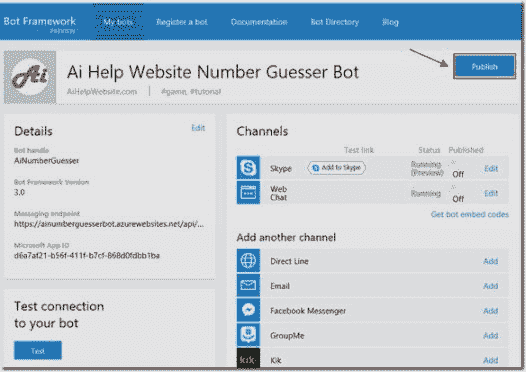 Bot Framework
PREVIEW
My bots
Register a bot
Documentation
Bot Directory
Blog
Ai
Ai Help Website Number Guesser Bot
AiHelpWebsite.com
#game, #tutorial
Publish
Details
Edit
Bot handle
AiNumberGuesser
Bot Framework Version
3.0
Messaging endpoint
https://ainumberguesserbot.azurewebsites.net/api/...
Microsoft App ID
d6a7af21-b56f-411f-b7cf-868d0fdbb1ba
Test connection
to your bot
Test
Channels
Test link
Status
Published
Skype
Add to Skype
Running
(Preview)
Off
Edit
Web
Chat
Running
Off
Edit
Get bot embed codes
Add another channel
Direct Line
Add
Email
Add
Facebook Messenger
Add
GroupMe
Add
kik
Kik
Add